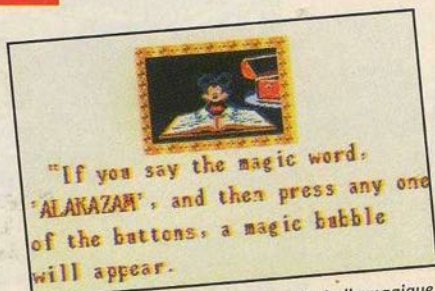 "If you say the magic word,
'ALAKAZAM', and then press any one
of the buttons, a magic bubble
will appear.
magique